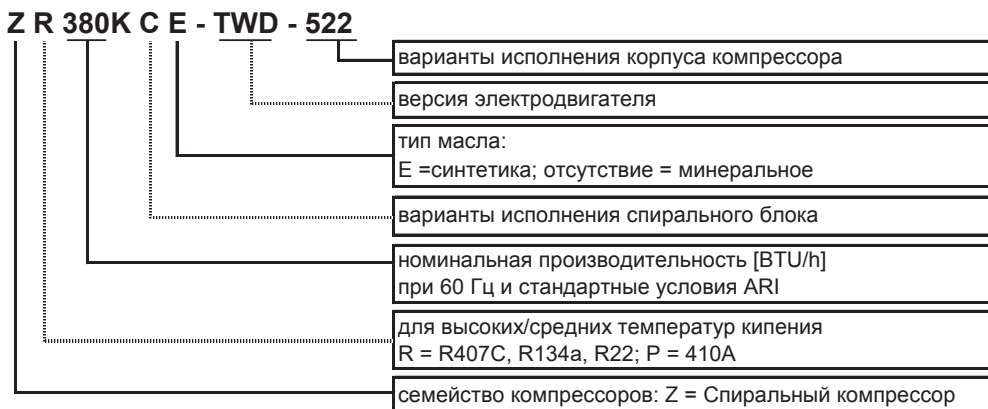 Z R 380K C E - TWD - 522
варианты исполнения корпуса компрессора
версия электродвигателя
тип масла:
E =синтетика; отсутствие = минеральное
варианты исполнения спирального блока
номинальная производительность [BTU/h]
при 60 Гц и стандартные условия ARI
для высоких/средних температур кипения
R = R407C, R134a, R22; P = 410A
семейство компрессоров: Z = Спиральный компрессор